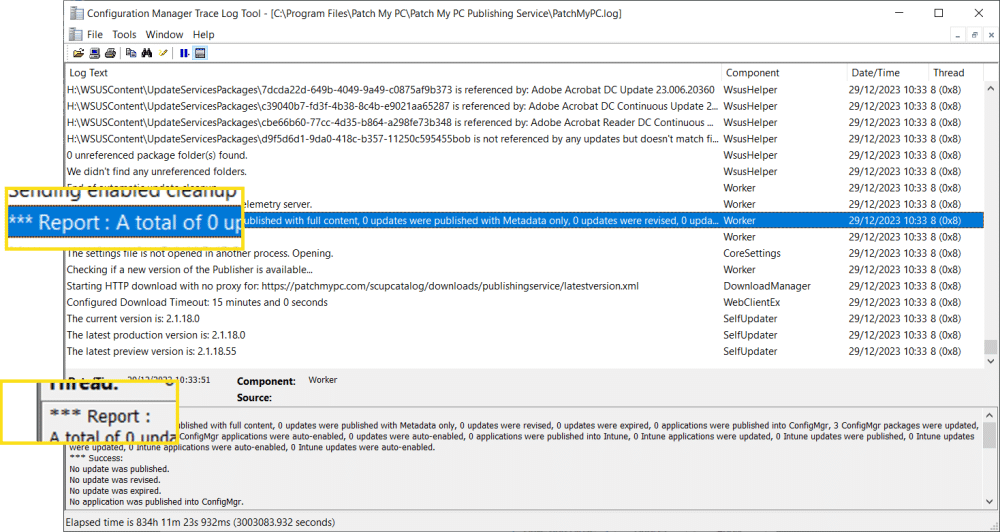 Configuration Manager Trace Log Tool - [C:\Program Files\Patch My PC\Patch My PC Publishing Service\PatchMyPC.log]
File Tools Window Help
Log Text Component Date/Time Thread
H:\WSUSContent\UpdateServicesPackages\7dcda22d-649b-4049-9a49-c0875af9b373 is referenced by: Adobe Acrobat DC Update 23.006.20360 WsusHelper 29/12/2023 10:33 8 (0x8)
H:\WSUSContent\UpdateServicesPackages\c39040b7-fd3f-4b38-8c4b-e9021aa65287 is referenced by: Adobe Acrobat DC Continuous Update 2... WsusHelper 29/12/2023 10:33 8 (0x8)
H:\WSUSContent\UpdateServicesPackages\cbe66b60-77cc-4d35-b864-a298fe73b348 is referenced by: Adobe Acrobat Reader DC Continuous ... WsusHelper 29/12/2023 10:33 8 (0x8)
H:\WSUSContent\UpdateServicesPackages\d9f5d6d1-9da0-418c-b357-11250c595455bob is not referenced by any updates but doesn't match fi... WsusHelper 29/12/2023 10:33 8 (0x8)
0 unreferenced package folder(s) found. WsusHelper 29/12/2023 10:33 8 (0x8)
We didn't find any unreferenced folders. WsusHelper 29/12/2023 10:33 8 (0x8)
End of automatic update cleanup Worker 29/12/2023 10:33 8 (0x8)
Sending enabled cleanup elemetry server. Worker 29/12/2023 10:33 8 (0x8)
*** Report : A total of 0 up ublished with full content, 0 updates were published with Metadata only, 0 updates were revised, 0 upda... Worker 29/12/2023 10:33 8 (0x8)
Worker 29/12/2023 10:33 8 (0x8)
The settings file is not opened in another process. Opening. CoreSettings 29/12/2023 10:33 8 (0x8)
Checking if a new version of the Publisher is available... Worker 29/12/2023 10:33 8 (0x8)
Starting HTTP download with no proxy for: https://patchmypc.com/scupcatalog/downloads/publishingservice/latestversion.xml DownloadManager 29/12/2023 10:33 8 (0x8)
Configured Download Timeout: 15 minutes and 0 seconds WebClientEx 29/12/2023 10:33 8 (0x8)
The current version is: 2.1.18.0 SelfUpdater 29/12/2023 10:33 8 (0x8)
The latest production version is: 2.1.18.0 SelfUpdater 29/12/2023 10:33 8 (0x8)
The latest preview version is: 2.1.18.55 SelfUpdater 29/12/2023 10:33 8 (0x8)
Date/Time: 29/12/2023 10:33:51 Component: Worker
Thread: Source:
*** Report :
A total of 0 upda ublished with full content, 0 updates were published with Metadata only, 0 updates were revised, 0 updates were expired, 0 applications were published into ConfigMgr, 3 ConfigMgr packages were updated,
ConfigMgr applications were auto-enabled, 0 updates were auto-enabled, 0 applications were published into Intune, 0 Intune applications were updated, 0 Intune updates were published, 0 Intune updates
were updated, 0 Intune applications were auto-enabled, 0 Intune updates were auto-enabled.
*** Success:
No update was published.
No update was revised.
No update was expired.
No application was published into ConfigMgr.
Elapsed time is 834h 11m 23s 932ms (3003083.932 seconds)